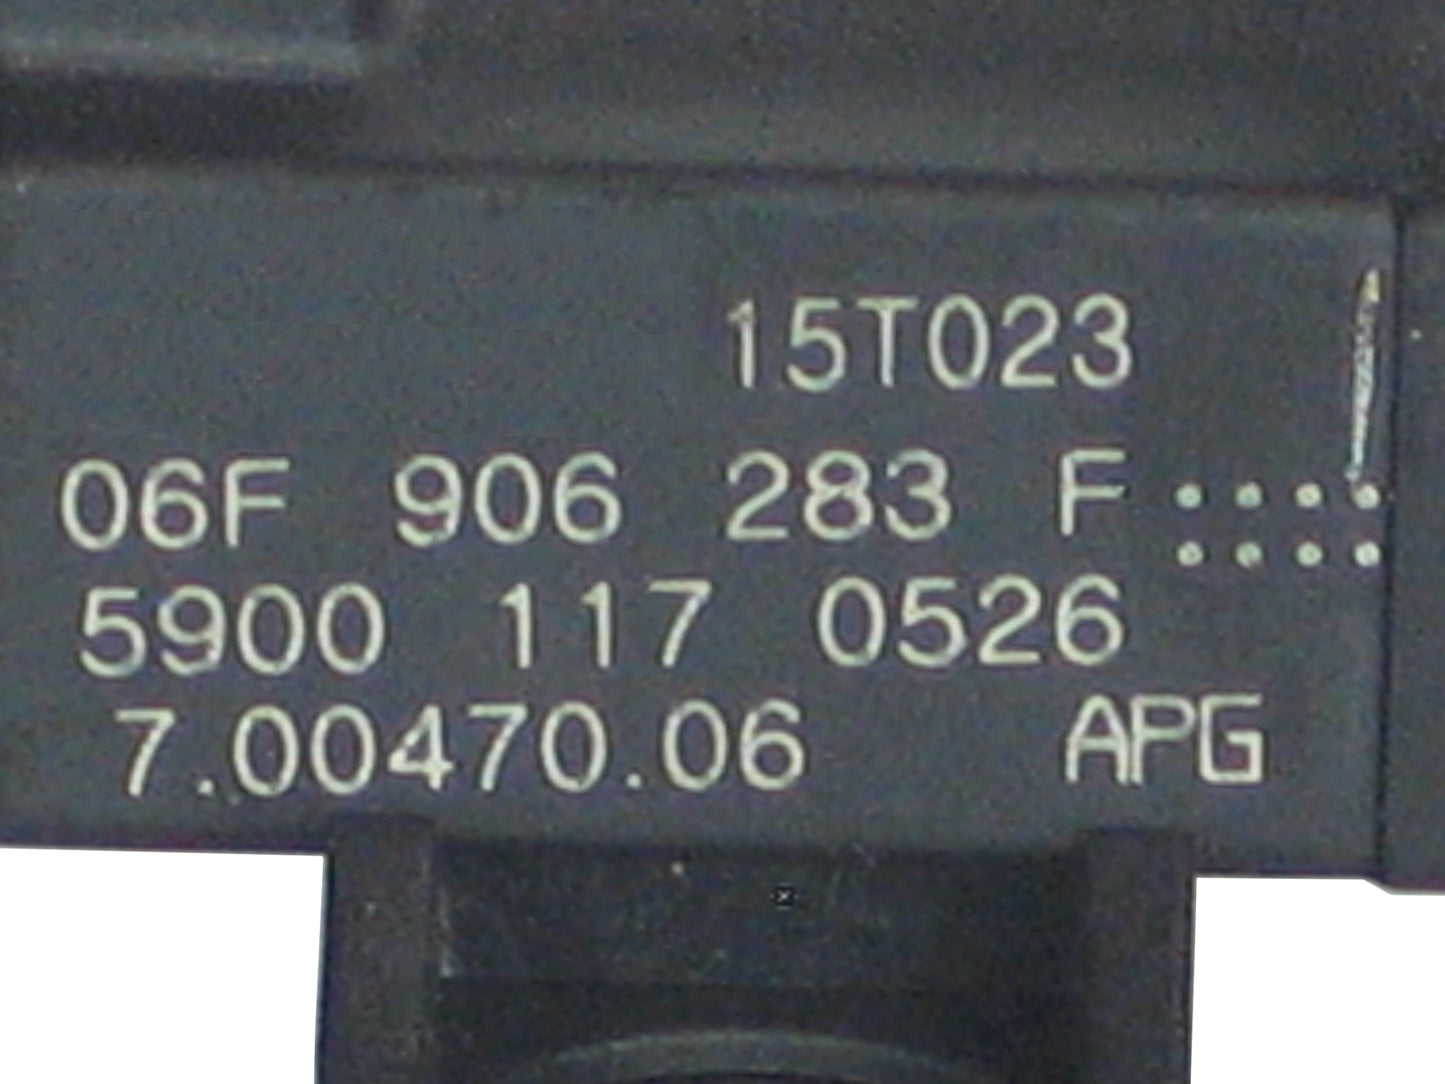 15T023
06F 906 283 F
5900 117 0526
7.00470.06 APG